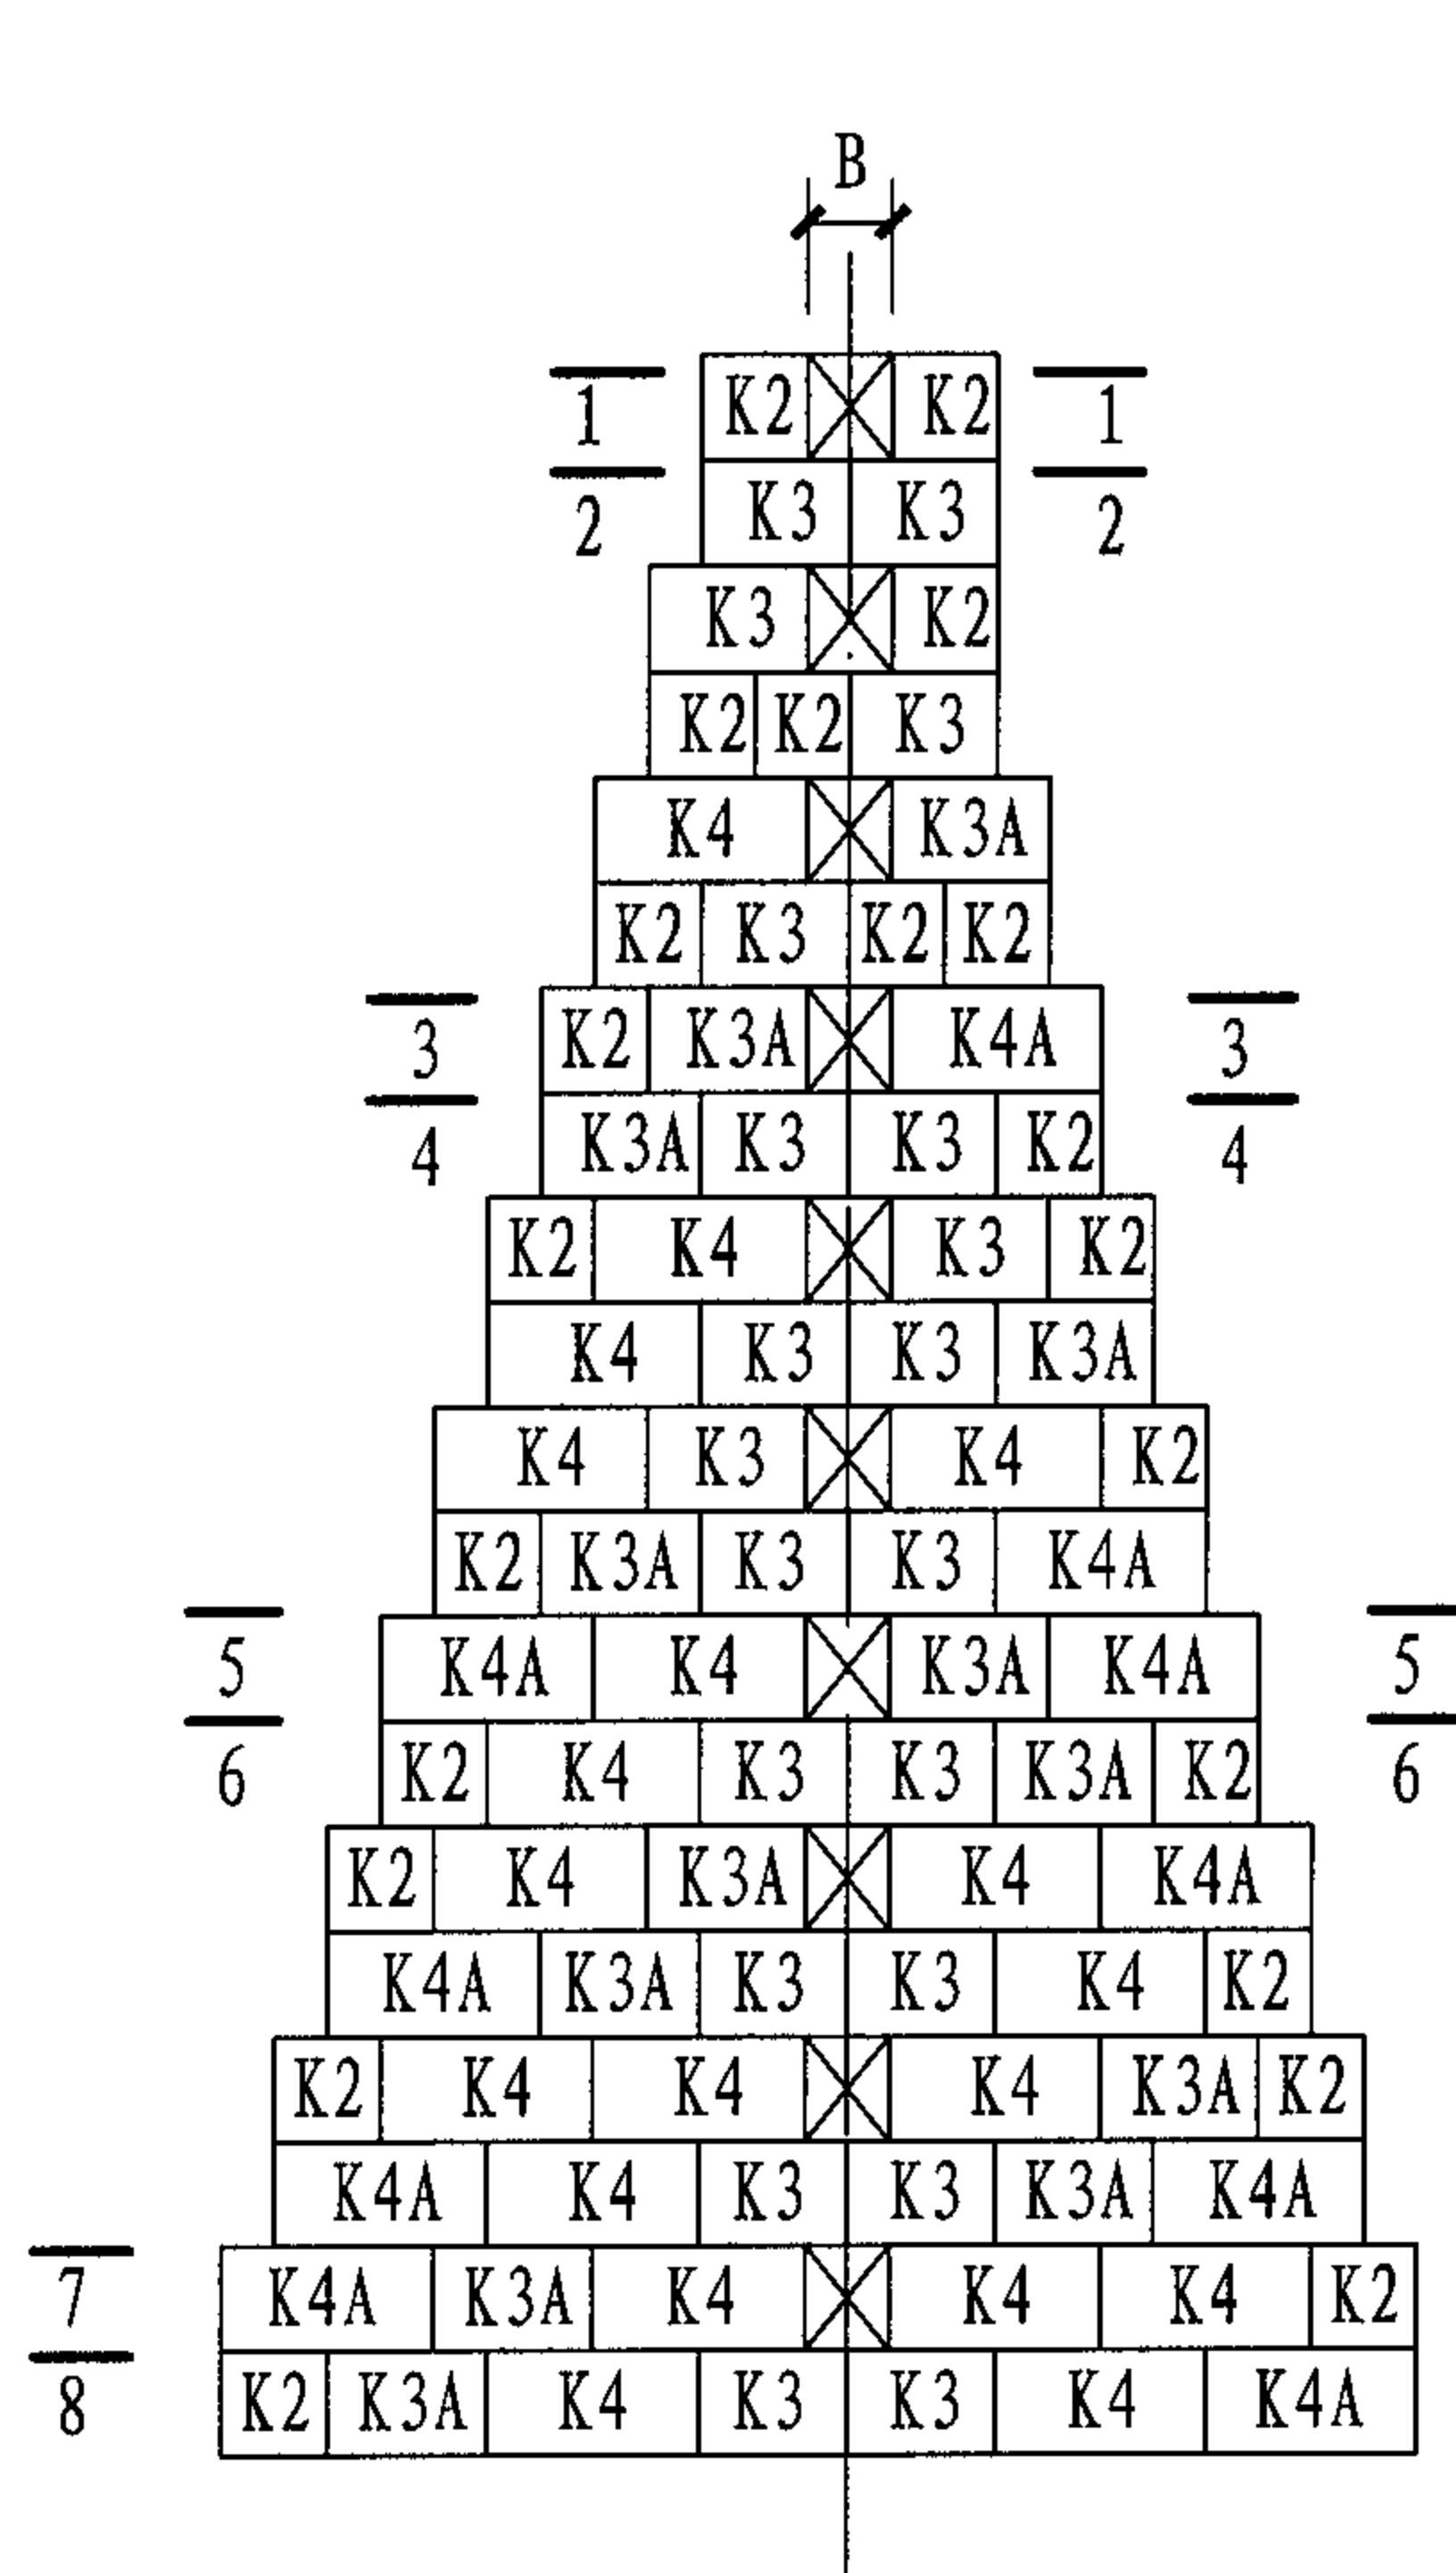 B
1 K2 K2 1
2 K3 K3 2
K3 K2
K2 K2 K3
K4 K3A
K2 K3 K2 K2
3 K2 K3A K4A 3
4 K3A K3 K3 K2 4
K2 K4 K3 K2
K4 K3 K3 K3A
K4 K3 K4 K2
K2 K3A K3 K3 K4A
5 K4A K4 K3A K4A 5
6 K2 K4 K3 K3 K3A K2 6
K2 K4 K3A K4 K4A
K4A K3A K3 K3 K4 K2
K2 K4 K4 K4 K3A K2
K4A K4 K3 K3 K3A K4A
7 K4A K3A K4 K4 K4 K2
8 K2 K3A K4 K3 K3 K4 K4A